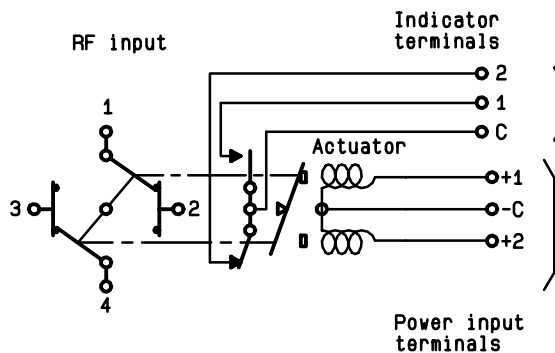 Indicator
terminals
RF input
2
1
C
1
Actuator
3
2
+1
-C
+2
4
Power input
terminals